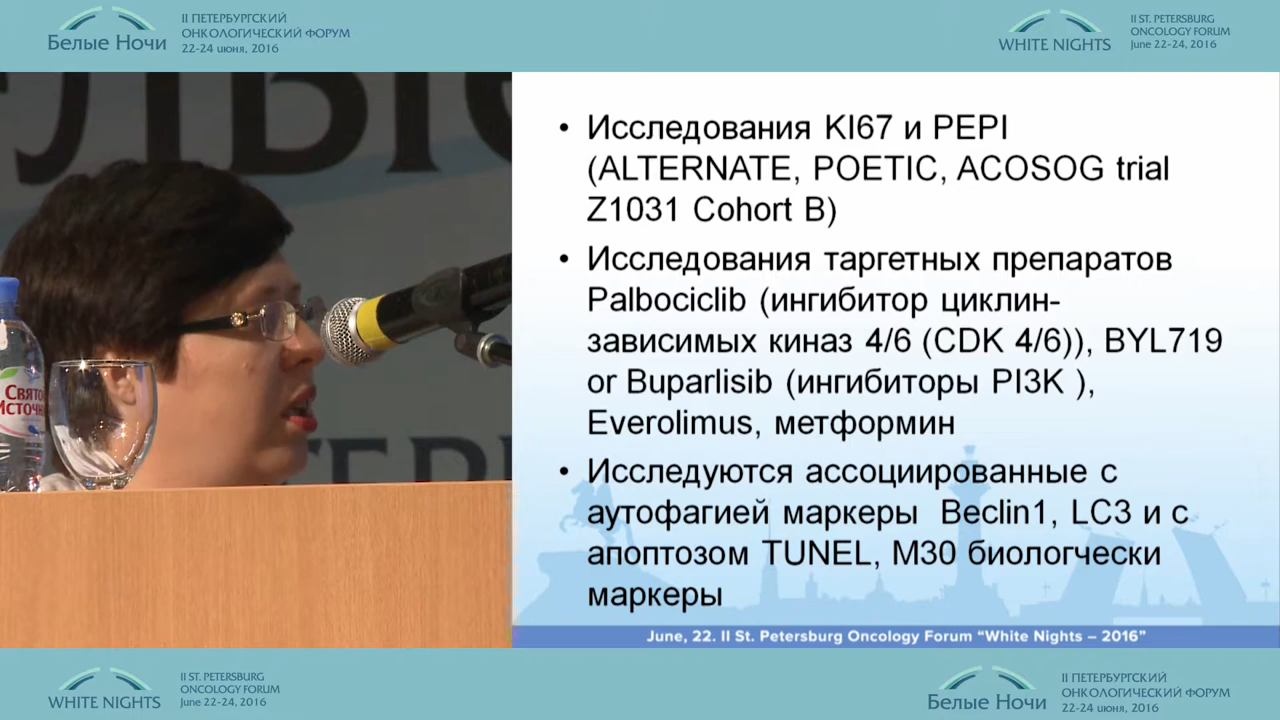 II ПЕТЕРБУРГСКИЙ
ОНКОЛОГИЧЕСКИЙ ФОРУМ
Белые Ночи
22-24 июня, 2016
II ST. PETERSBURG
ONCOLOGY FORUM
WHITE NIGHTS
June 22-24, 2016
• Исследования KI67 и PEPI
(ALTERNATE, POETIC, ACOSOG trial
Z1031 Cohort B)
• Исследования таргетных препаратов
Palbociclib (ингибитор циклин-
зависимых киназ 4/6 (CDK 4/6)), BYL719
or Buparlisib (ингибиторы PI3K ),
Everolimus, метформин
• Исследуются ассоциированные с
аутофагией маркеры Beclin1, LC3 и с
апоптозом TUNEL, M30 биологчески
маркеры
June, 22. II St. Petersburg Oncology Forum “White Nights – 2016”
II ST. PETERSBURG
ONCOLOGY FORUM
WHITE NIGHTS
June 22-24, 2016
II ПЕТЕРБУРГСКИЙ
ОНКОЛОГИЧЕСКИЙ ФОРУМ
Белые Ночи
22-24 июня, 2016